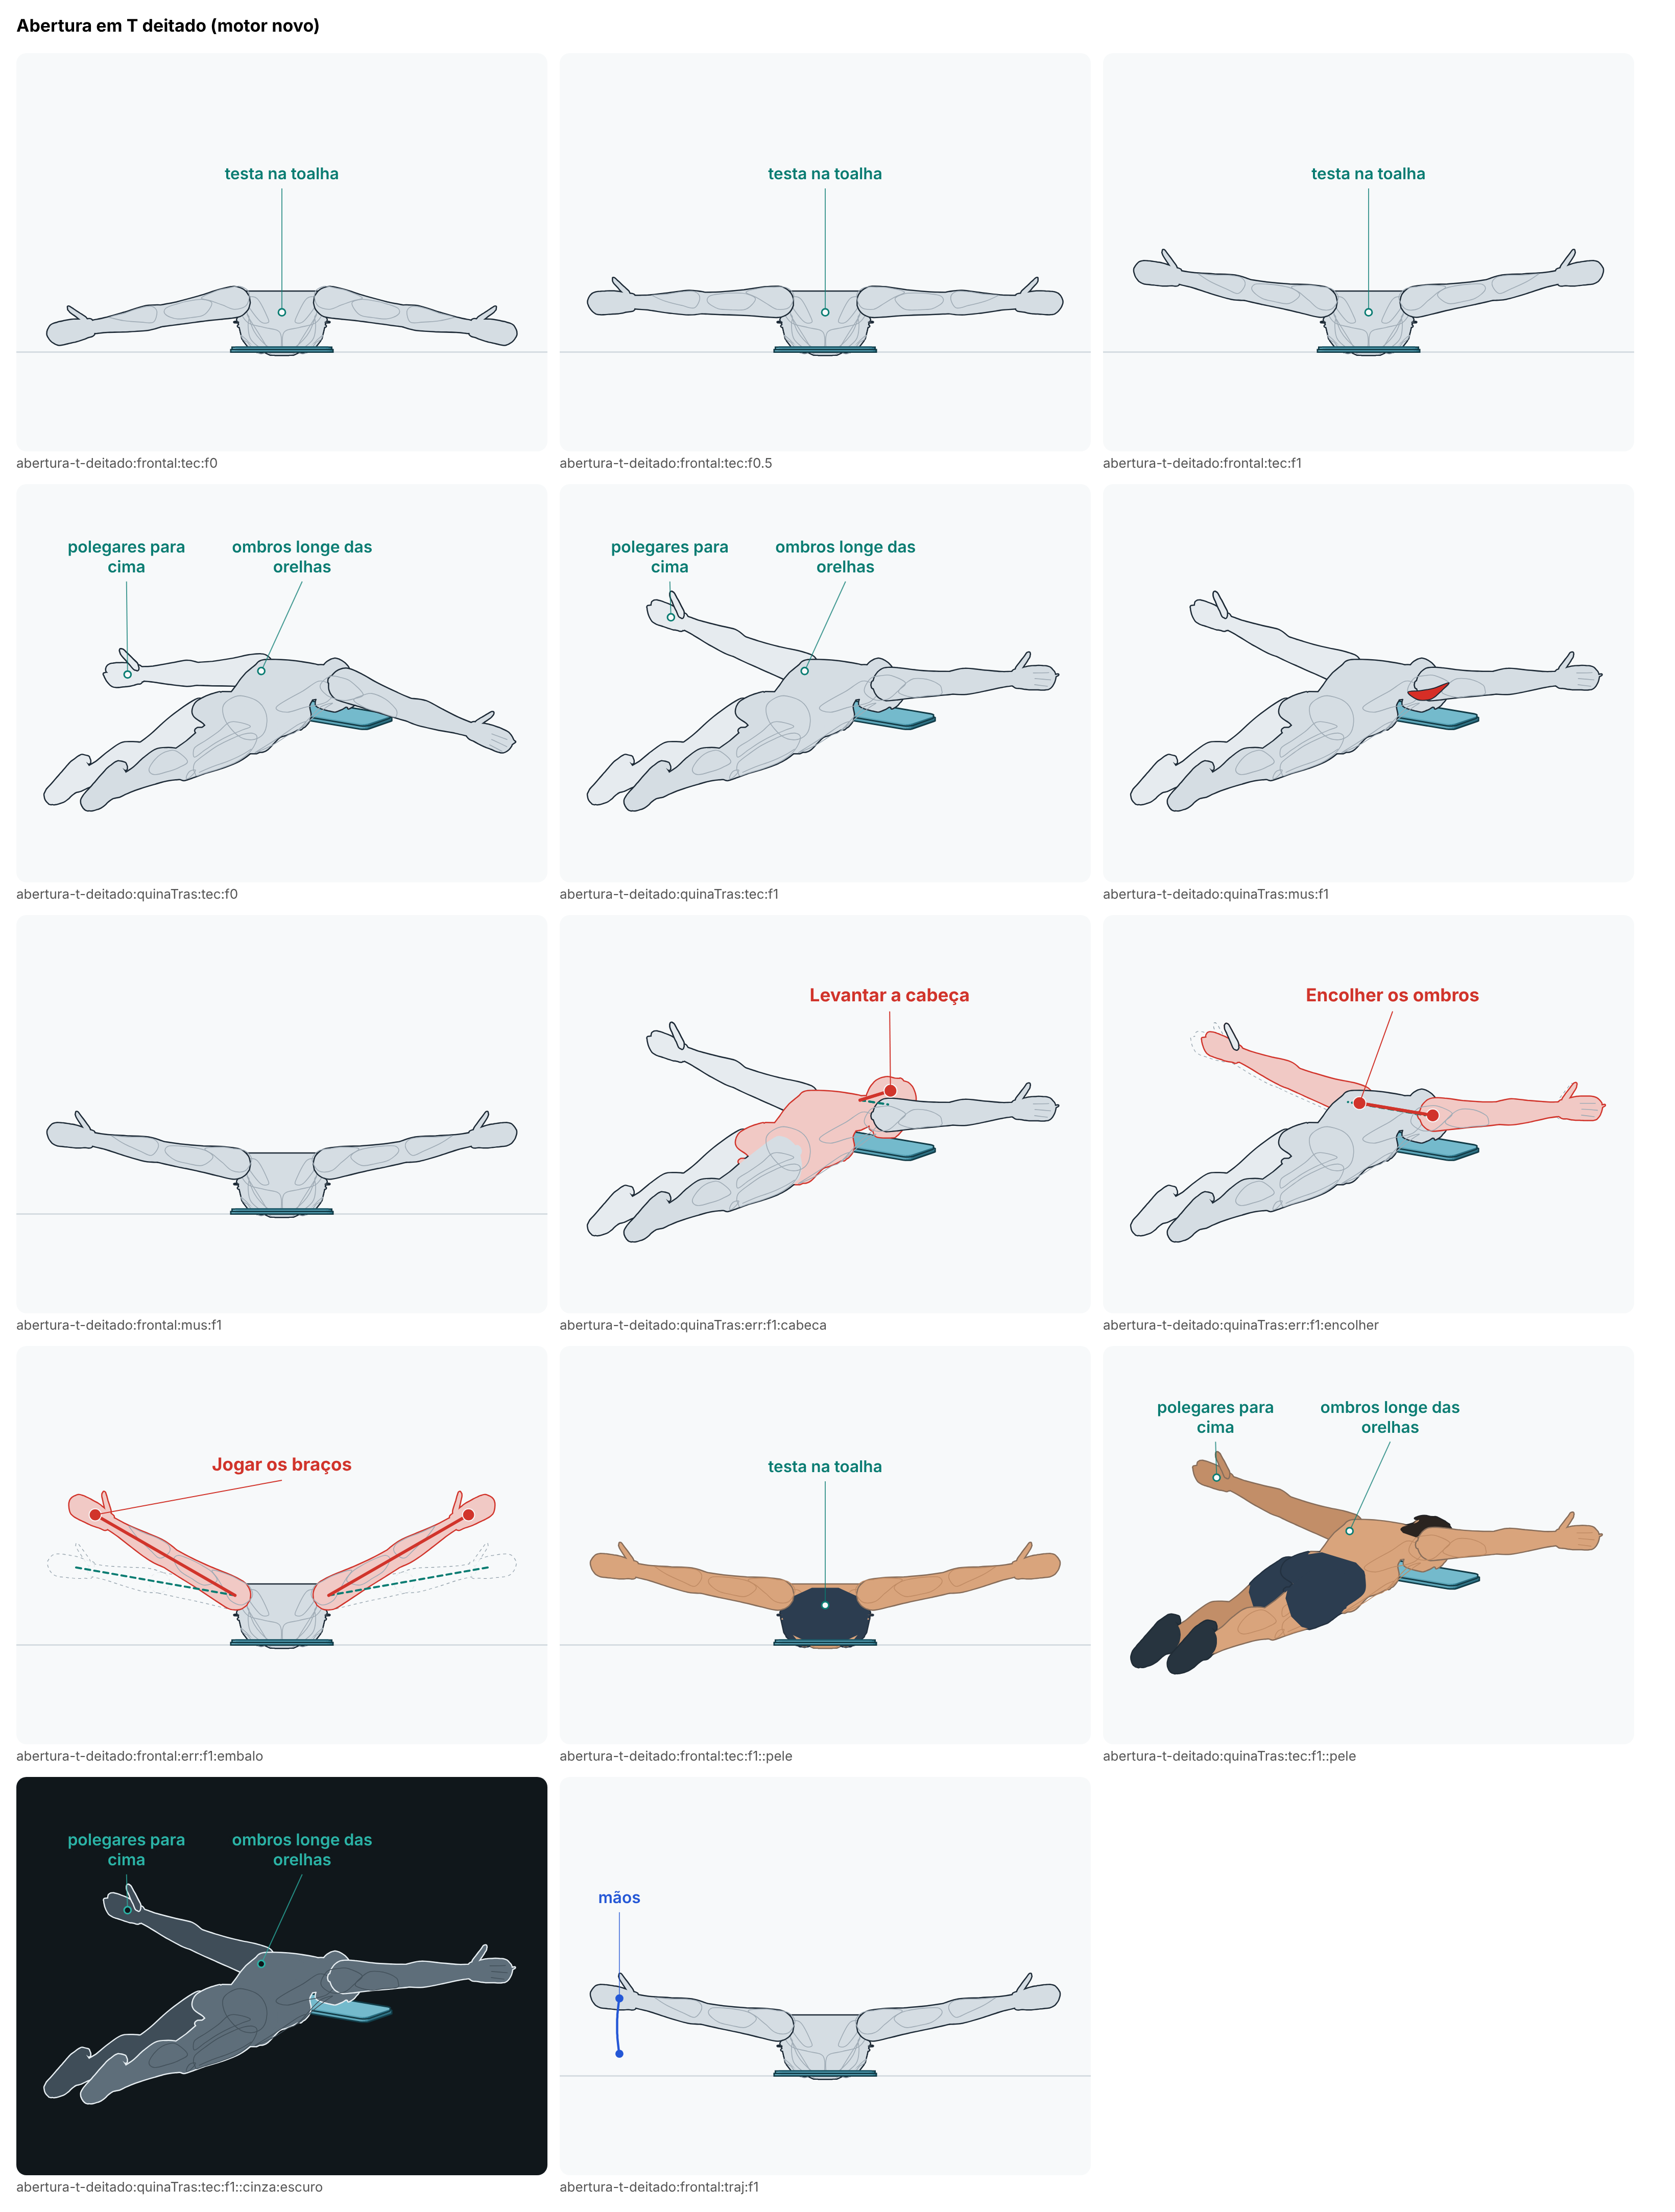 Abertura em T deitado (motor novo)
testa na toalha
testa na toalha
testa na toalha
abertura-t-deitado:frontal:tec:f0
abertura-t-deitado:frontal:tec:f0.5
abertura-t-deitado:frontal:tec:f1
polegares para
cima
ombros longe das
orelhas
polegares para
cima
ombros longe das
orelhas
abertura-t-deitado:quinaTras:tec:f0
abertura-t-deitado:quinaTras:tec:f1
abertura-t-deitado:quinaTras:mus:f1
Levantar a cabeça
Encolher os ombros
abertura-t-deitado:frontal:mus:f1
abertura-t-deitado:quinaTras:err:f1:cabeca
abertura-t-deitado:quinaTras:err:f1:encolher
Jogar os braços
testa na toalha
polegares para
cima
ombros longe das
orelhas
abertura-t-deitado:frontal:err:f1:embalo
abertura-t-deitado:frontal:tec:f1::pele
abertura-t-deitado:quinaTras:tec:f1::pele
polegares para
cima
ombros longe das
orelhas
mãos
abertura-t-deitado:quinaTras:tec:f1::cinza:escuro
abertura-t-deitado:frontal:traj:f1